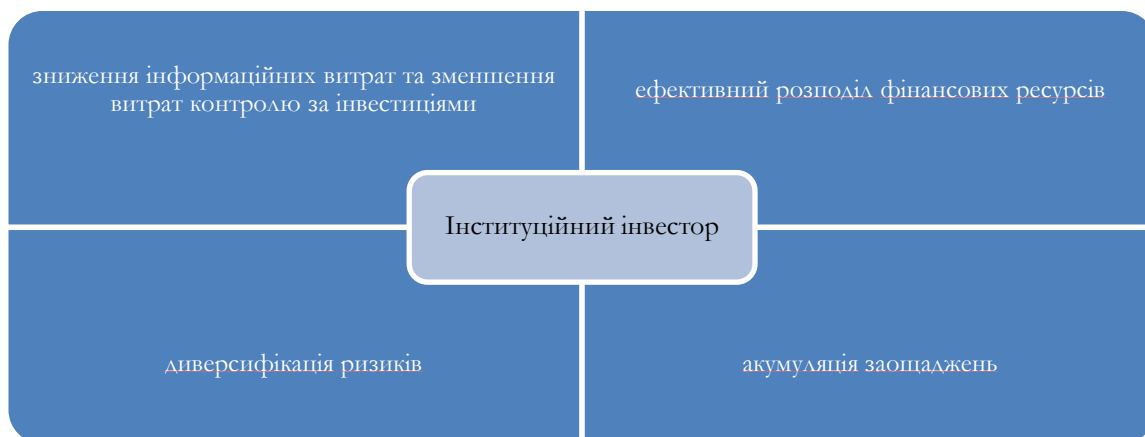 зниження інформаційних витрат та зменшення
витрат контролю за інвестиціями
ефективний розподіл фінансових ресурсів
Інституційний інвестор
диверсифікація ризиків
акумуляція заощаджень